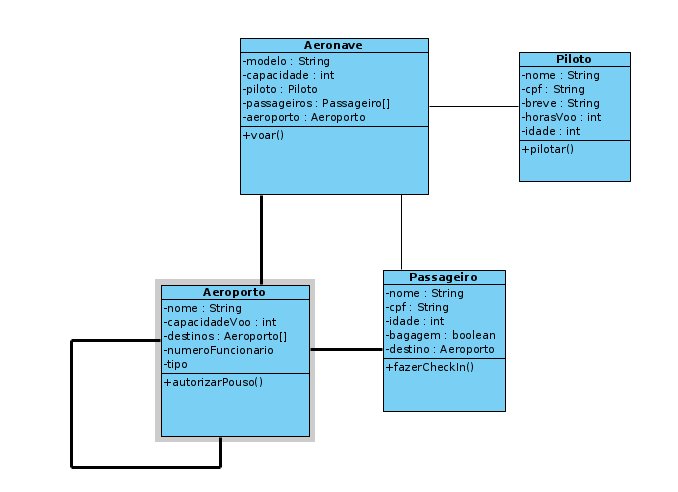 Aeronave
-modelo : String
-capacidade : int
-piloto : Piloto
-passageiros : Passageiro[]
-aeroporto : Aeroporto
+voar()
Piloto
-nome : String
-cpf : String
-breve : String
-horasVoo : int
-idade : int
+pilotar()
Aeroporto
-nome : String
-capacidadeVoo : int
-destinos : Aeroporto[]
-numeroFuncionario
-tipo
+autorizarPouso()
Passageiro
-nome : String
-cpf : String
-idade : int
-bagagem : boolean
-destino : Aeroporto
+fazerCheckIn()